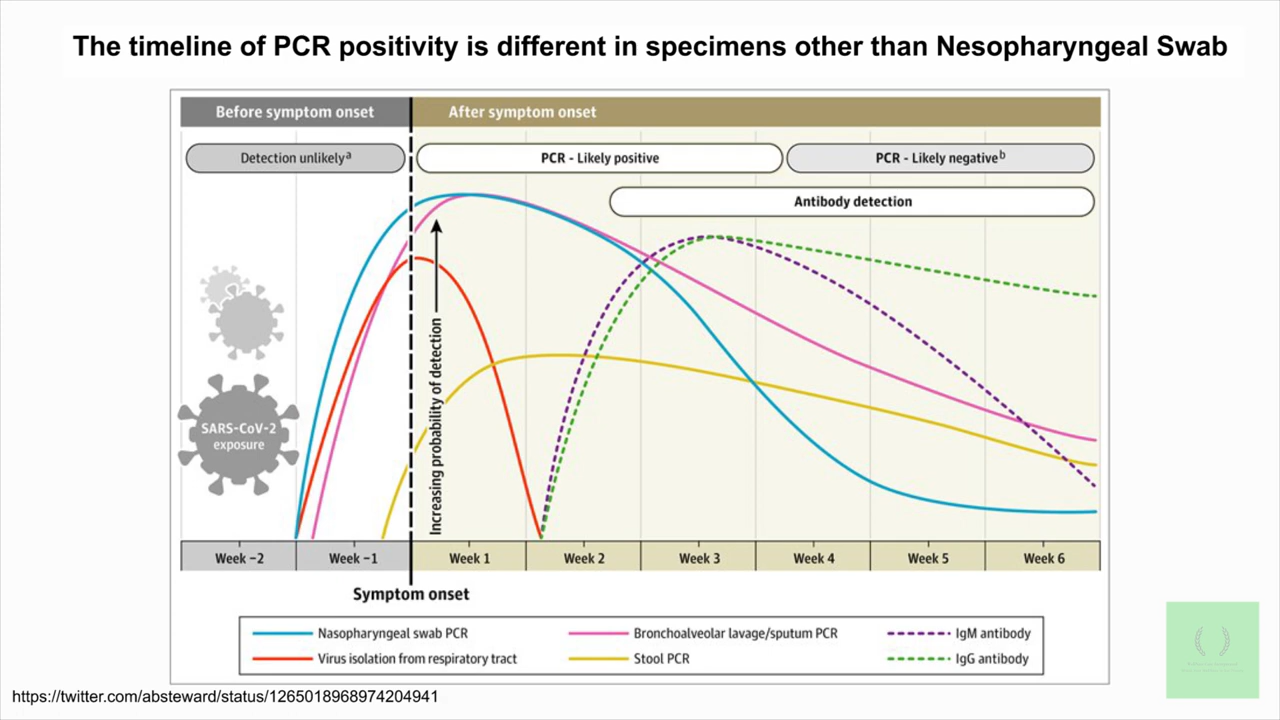 The timeline of PCR positivity is different in specimens other than Nesopharyngeal Swab
Before symptom onset
After symptom onset
Detection unlikelyᵃ
PCR - Likely positive
PCR - Likely negativeᵇ
Antibody detection
SARS-CoV-2
exposure
Increasing probability of detection
Week –2
Week –1
Week 1
Week 2
Week 3
Week 4
Week 5
Week 6
Symptom onset
Nasopharyngeal swab PCR
Bronchoalveolar lavage/sputum PCR
IgM antibody
Virus isolation from respiratory tract
Stool PCR
IgG antibody
https://twitter.com/absteward/status/1265018968974204941